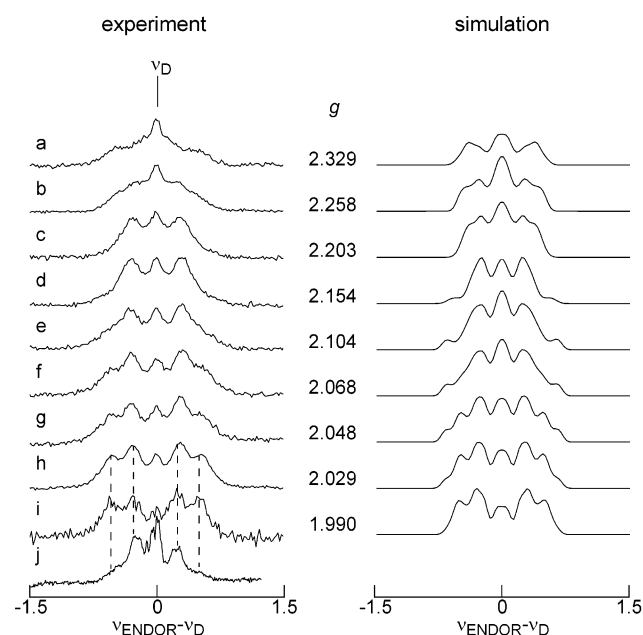 experiment simulation
νD
g
a 2.329
b 2.258
c 2.203
d 2.154
e 2.104
f 2.068
g 2.048
h 2.029
i 1.990
j
-1.5 0 1.5 -1.5 0 1.5
νENDOR-νD νENDOR-νD